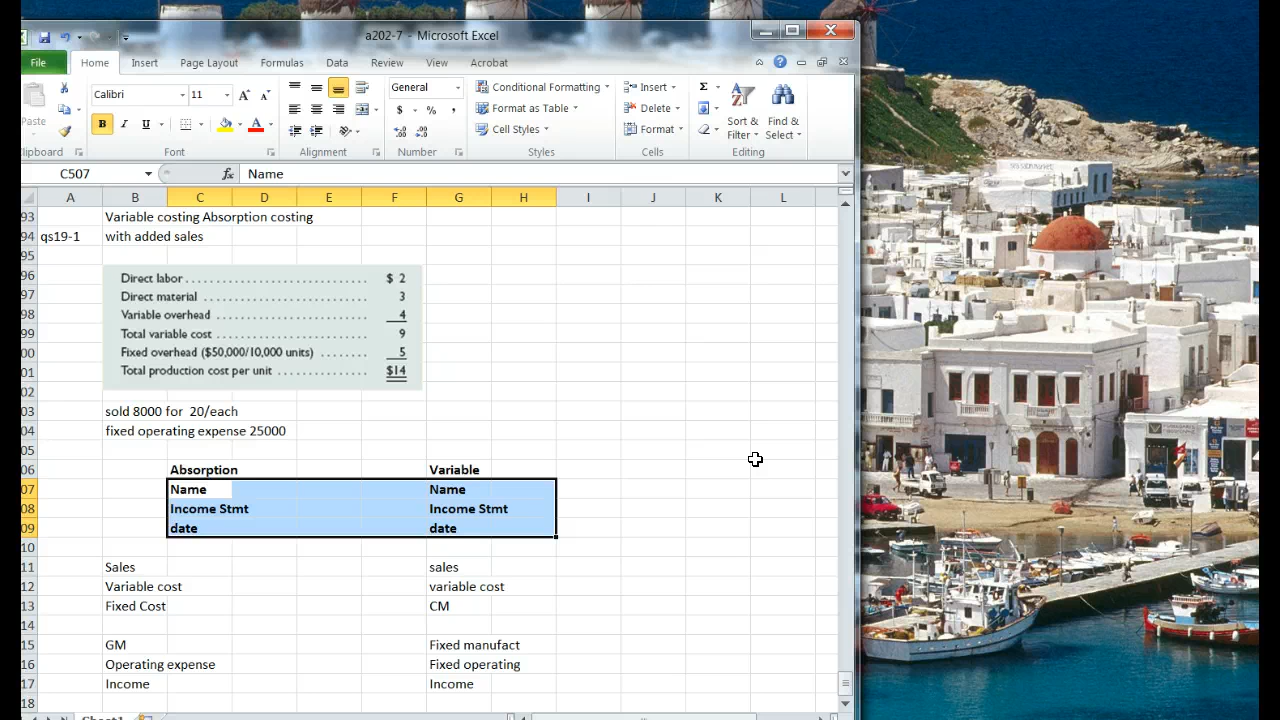 a202-7 - Microsoft Excel
File Home Insert Page Layout Formulas Data Review View Acrobat
Calibri 11 General Conditional Formatting Insert Σ
Paste B I U A $ % , Format as Table Delete Sort & Find &
Cell Styles Format Filter Select
Clipboard Font Alignment Number Styles Cells Editing
C507 fx Name
A B C D E F G H I J K L
93 Variable costing Absorption costing
94 qs19-1 with added sales
95
96 Direct labor $ 2
97 Direct material 3
98 Variable overhead 4
99 Total variable cost 9
00 Fixed overhead ($50,000/10,000 units) 5
01 Total production cost per unit $14
02
03 sold 8000 for 20/each
04 fixed operating expense 25000
05
06 Absorption Variable
07 Name Name
08 Income Stmt Income Stmt
09 date date
10
11 Sales sales
12 Variable cost variable cost
13 Fixed Cost CM
14
15 GM Fixed manufact
16 Operating expense Fixed operating
17 Income Income
18
Sheet1